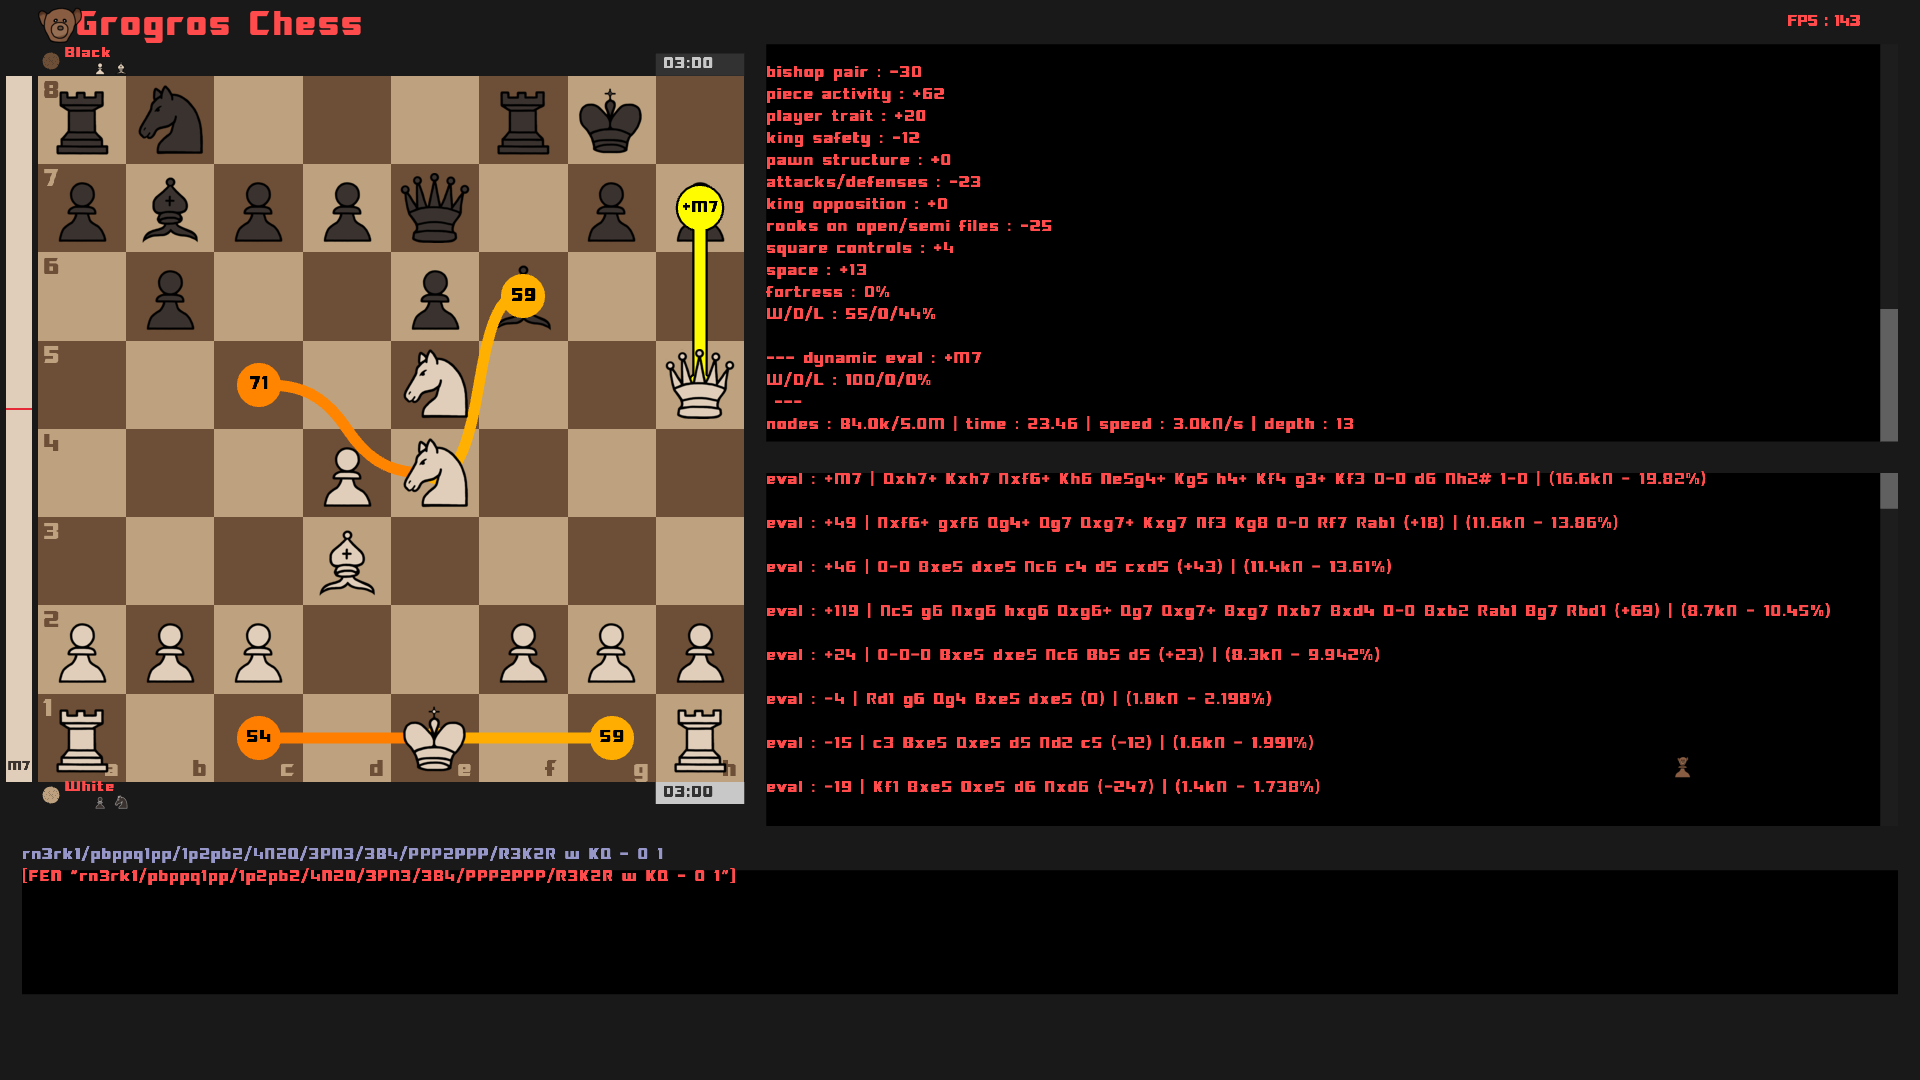 Grogros Chess
FPS : 143
Black
03:00
8
7
+M7
6
59
5
71
4
3
2
1
54
59
M7
a b c d e f g h
White
03:00
bishop pair : -30
piece activity : +62
player trait : +20
king safety : -12
pawn structure : +0
attacks/defenses : -23
king opposition : +0
rooks on open/semi files : -25
square controls : +4
space : +13
fortress : 0%
W/D/L : 55/0/44%
--- dynamic eval : +M7
W/D/L : 100/0/0%
---
nodes : 84.0k/5.0M | time : 23.46 | speed : 3.0kN/s | depth : 13
eval : +M7 | Qxh7+ Kxh7 Nxf6+ Kh6 Ne5g4+ Kg5 h4+ Kf4 g3+ Kf3 O-O d6 Nh2# 1-0 | (16.6kN - 19.82%)
eval : +49 | Nxf6+ gxf6 Qg4+ Qg7 Qxg7+ Kxg7 Nf3 Kg8 O-O Rf7 Rab1 (+18) | (11.6kN - 13.86%)
eval : +46 | O-O Bxe5 dxe5 Nc6 c4 d5 cxd5 (+43) | (11.4kN - 13.61%)
eval : +119 | Nc5 g6 Nxg6 hxg6 Qxg6+ Qg7 Qxg7+ Bxg7 Nxb7 Bxd4 O-O Bxb2 Rab1 Bg7 Rbd1 (+69) | (8.7kN - 10.45%)
eval : +24 | O-O-O Bxe5 dxe5 Nc6 Bb5 d5 (+23) | (8.3kN - 9.942%)
eval : -4 | Rd1 g6 Qg4 Bxe5 dxe5 (0) | (1.8kN - 2.198%)
eval : -15 | c3 Bxe5 Qxe5 d5 Nd2 c5 (-12) | (1.6kN - 1.991%)
eval : -19 | Kf1 Bxe5 Qxe5 d6 Nxd6 (-247) | (1.4kN - 1.738%)
rn3rk1/pbppq1pp/1p2pb2/4N2Q/3PN3/3B4/PPP2PPP/R3K2R w KQ - 0 1
[FEN "rn3rk1/pbppq1pp/1p2pb2/4N2Q/3PN3/3B4/PPP2PPP/R3K2R w KQ - 0 1"]